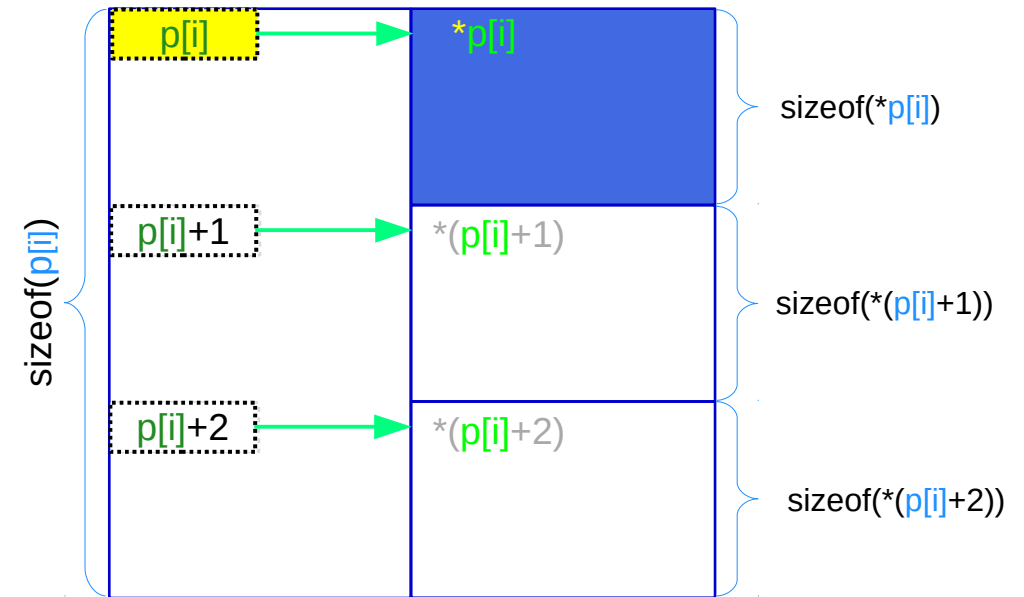 p[i]
*p[i]
sizeof(*p[i])
sizeof(p[i])
p[i]+1
*(p[i]+1)
sizeof(*(p[i]+1))
p[i]+2
*(p[i]+2)
sizeof(*(p[i]+2))